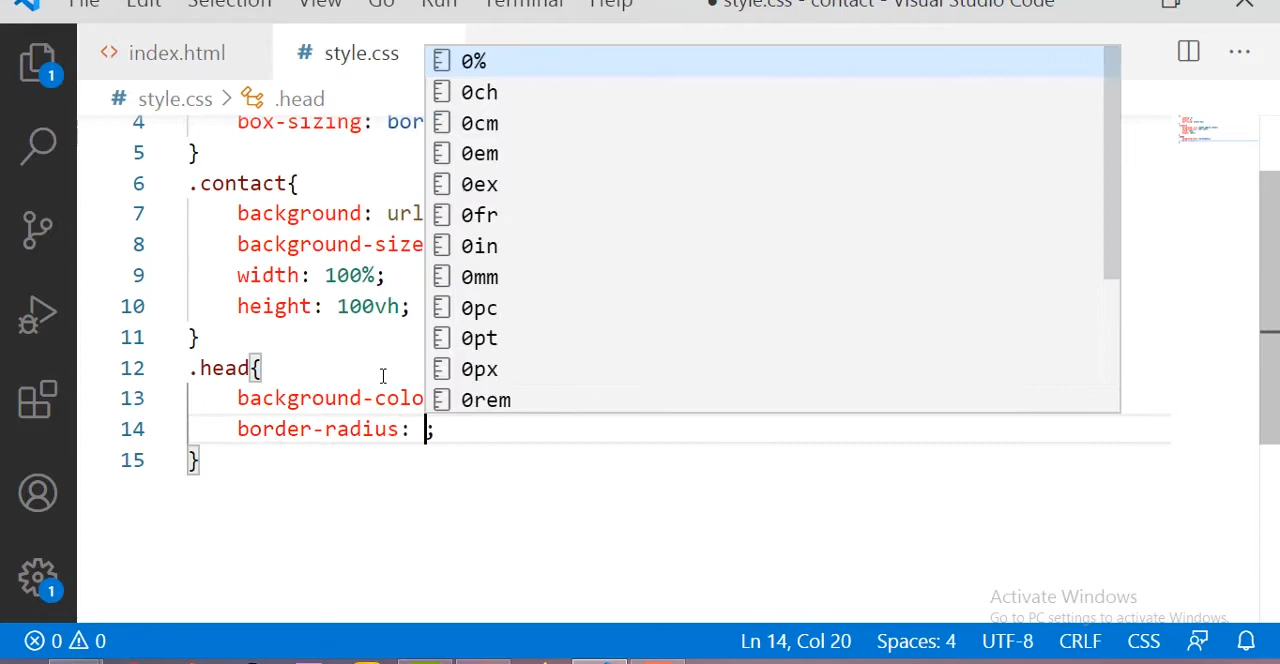 File Edit Selection View Go Run Terminal Help ● style.css - contact - Visual Studio Code
<> index.html # style.css
# style.css > .head
4 box-sizing: bor
5 }
6 .contact{
7 background: url
8 background-size
9 width: 100%;
10 height: 100vh;
11 }
12 .head{
13 background-colo
14 border-radius: ;
15 }
0%
0ch
0cm
0em
0ex
0fr
0in
0mm
0pc
0pt
0px
0rem
1
1
Activate Windows
Go to PC settings to activate Windows.
0 0 Ln 14, Col 20 Spaces: 4 UTF-8 CRLF CSS